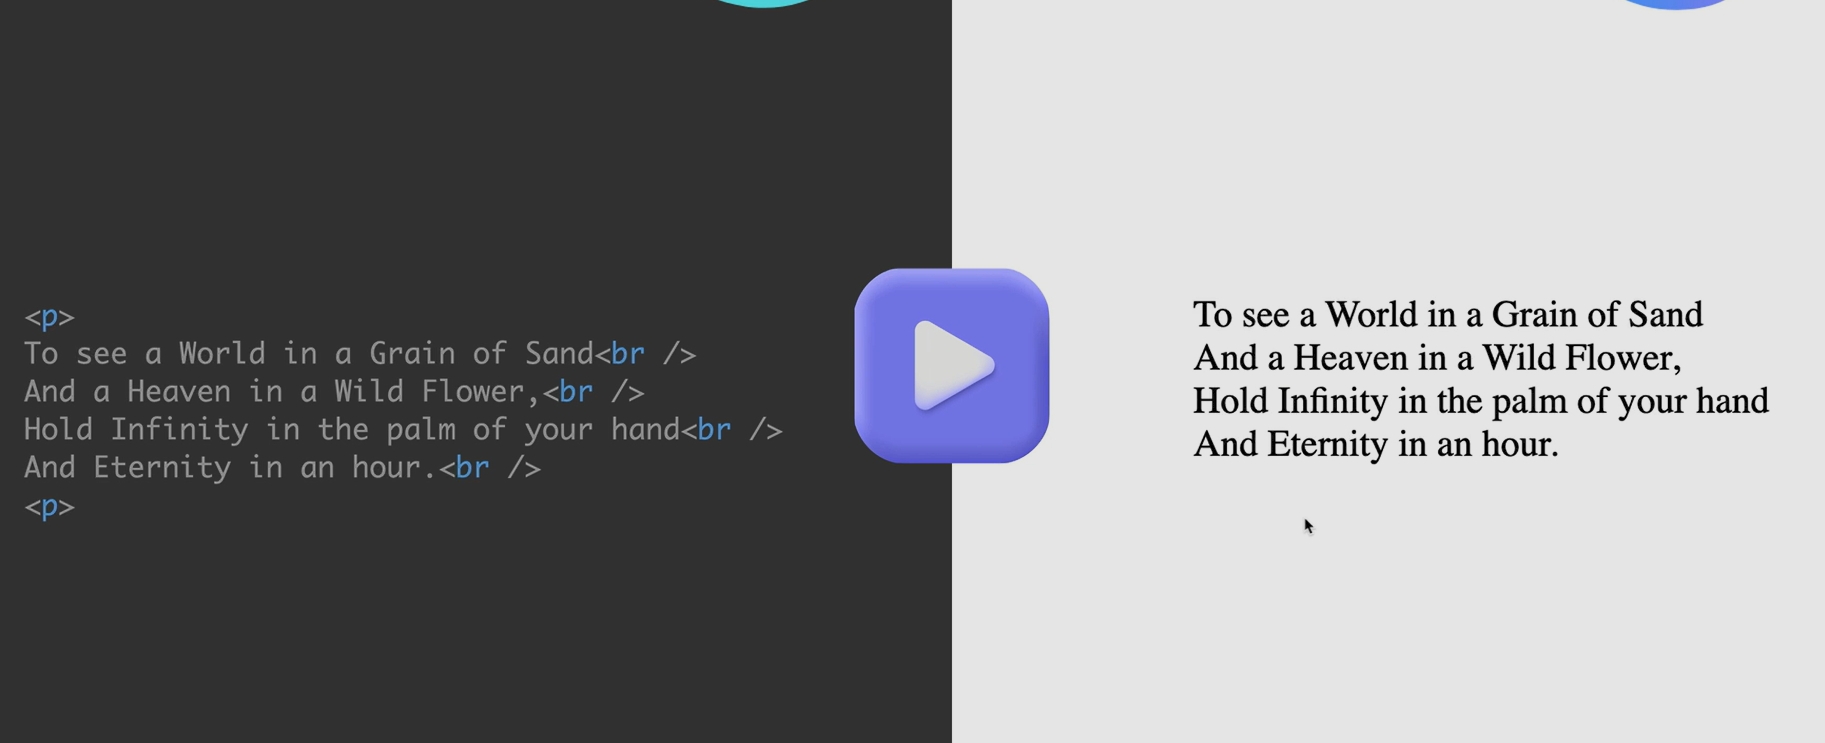 <p>
To see a World in a Grain of Sand<br />
And a Heaven in a Wild Flower,<br />
Hold Infinity in the palm of your hand<br />
And Eternity in an hour.<br />
<p>
To see a World in a Grain of Sand
And a Heaven in a Wild Flower,
Hold Infinity in the palm of your hand
And Eternity in an hour.